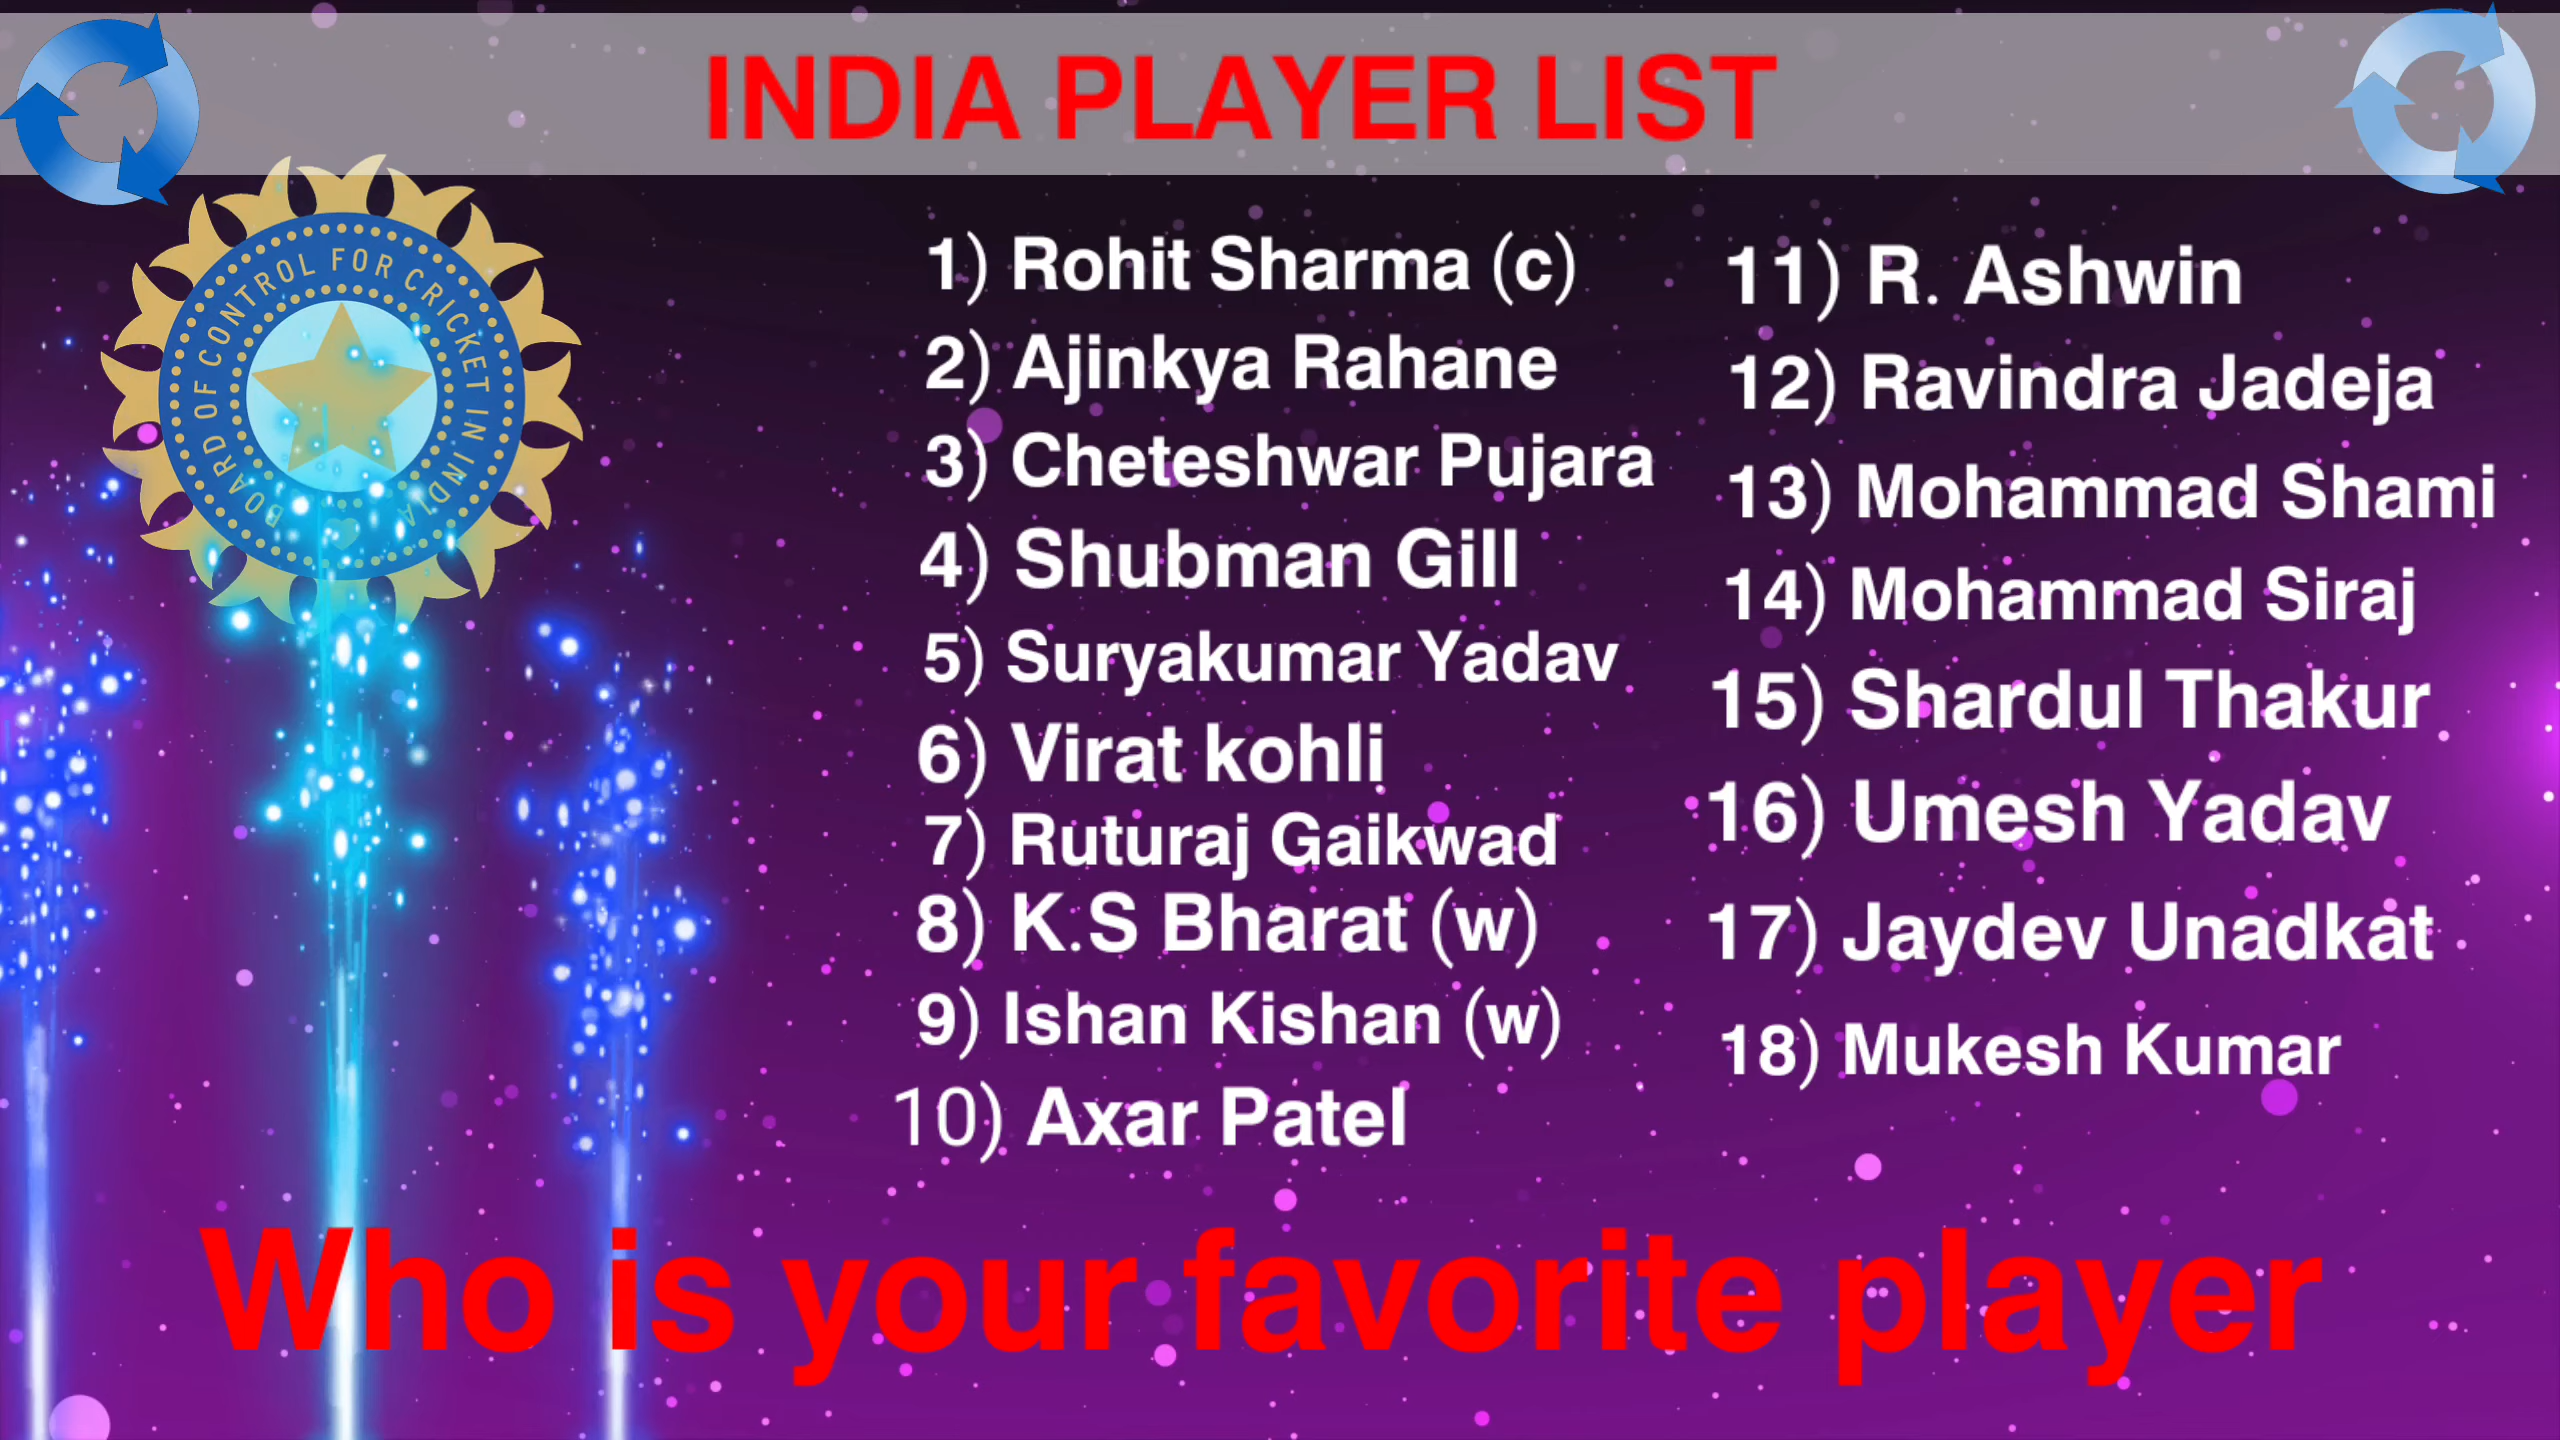 INDIA PLAYER LIST
BOARD OF CONTROL FOR CRICKET IN INDIA
1) Rohit Sharma (c)
2) Ajinkya Rahane
3) Cheteshwar Pujara
4) Shubman Gill
5) Suryakumar Yadav
6) Virat kohli
7) Ruturaj Gaikwad
8) K.S Bharat (w)
9) Ishan Kishan (w)
10) Axar Patel
11) R. Ashwin
12) Ravindra Jadeja
13) Mohammad Shami
14) Mohammad Siraj
15) Shardul Thakur
16) Umesh Yadav
17) Jaydev Unadkat
18) Mukesh Kumar
Who is your favorite player